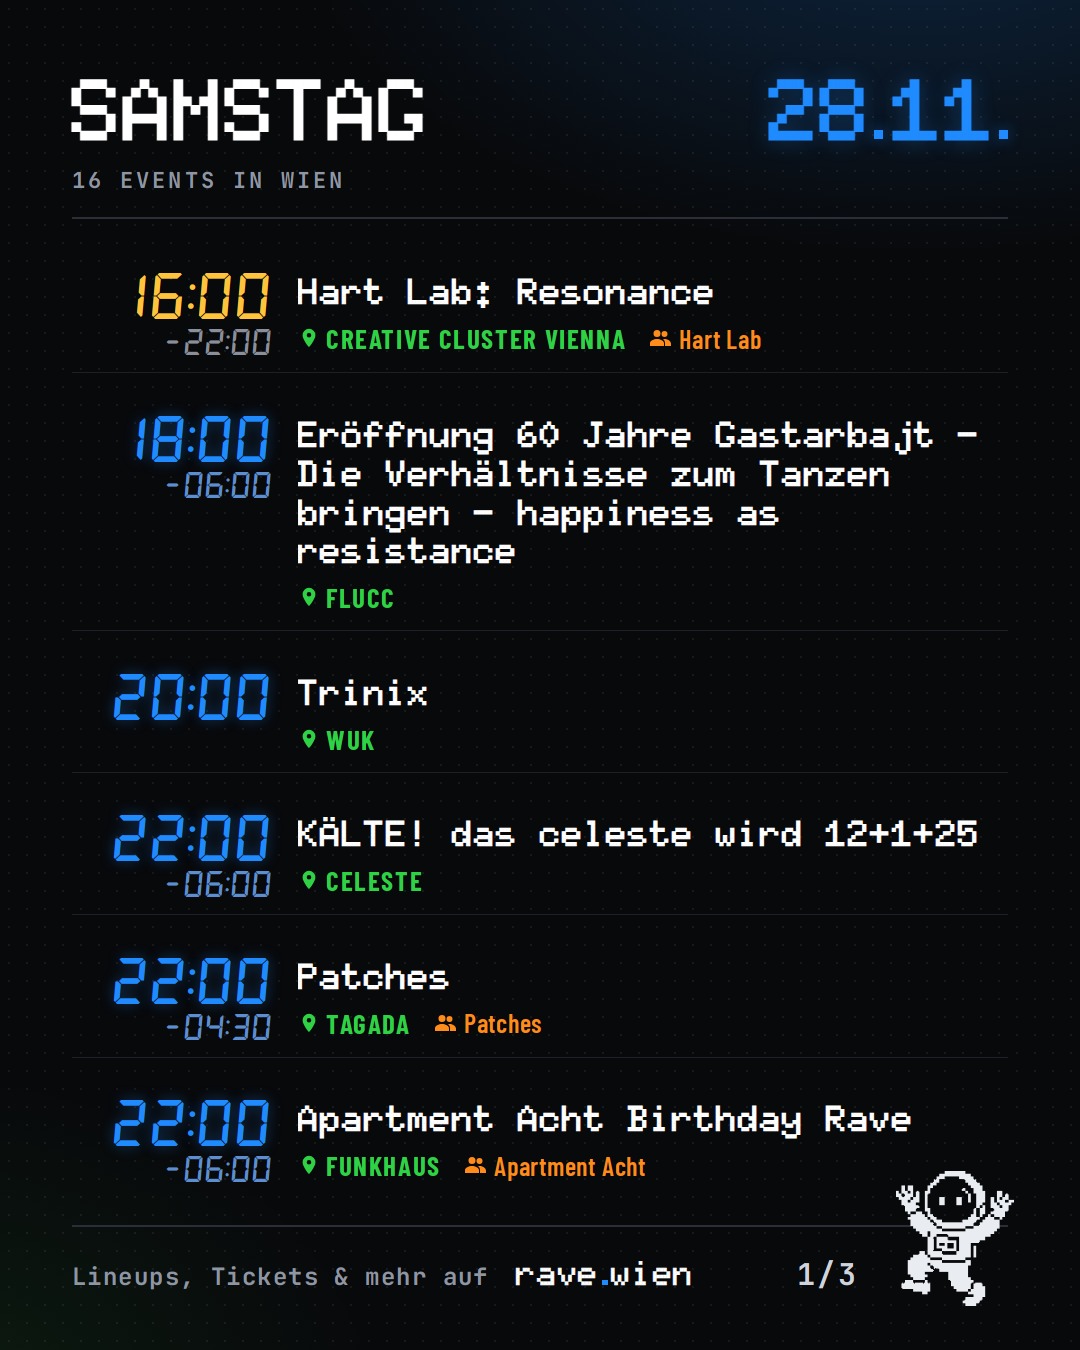 SAMSTAG 28.11.
16 EVENTS IN WIEN
16:00 Hart Lab: Resonance
-22:00 CREATIVE CLUSTER VIENNA Hart Lab
18:00 Eröffnung 60 Jahre Gastarbajt -
-06:00 Die Verhältnisse zum Tanzen
bringen - happiness as
resistance
FLUCC
20:00 Trinix
WUK
22:00 KÄLTE! das celeste wird 12+1+25
-06:00 CELESTE
22:00 Patches
-04:30 TAGADA Patches
22:00 Apartment Acht Birthday Rave
-06:00 FUNKHAUS Apartment Acht
Lineups, Tickets & mehr auf rave.wien 1/3